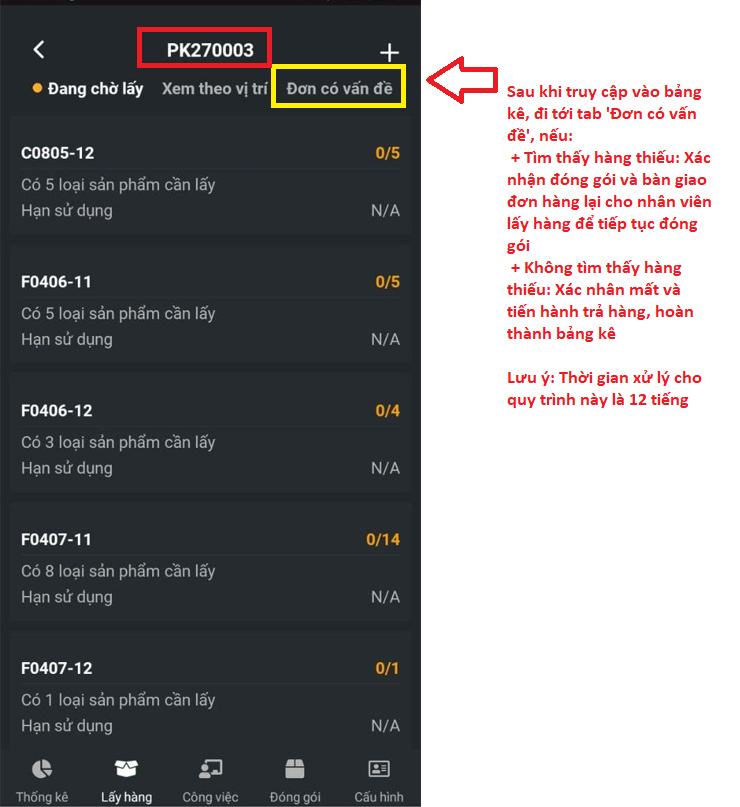 PK270003
Đang chờ lấy Xem theo vị trí Đơn có vấn đề
C0805-12 0/5
Có 5 loại sản phẩm cần lấy
Hạn sử dụng N/A
F0406-11 0/5
Có 5 loại sản phẩm cần lấy
Hạn sử dụng N/A
F0406-12 0/4
Có 3 loại sản phẩm cần lấy
Hạn sử dụng N/A
F0407-11 0/14
Có 8 loại sản phẩm cần lấy
Hạn sử dụng N/A
F0407-12 0/1
Có 1 loại sản phẩm cần lấy
Hạn sử dụng N/A
Thống kê Lấy hàng Công việc Đóng gói Cấu hình
Sau khi truy cập vào bảng
kê, đi tới tab 'Đơn có vấn
đề', nếu:
+ Tìm thấy hàng thiếu: Xác
nhận đóng gói và bàn giao
đơn hàng lại cho nhân viên
lấy hàng để tiếp tục đóng
gói
+ Không tìm thấy hàng
thiếu: Xác nhân mất và
tiến hành trả hàng, hoàn
thành bảng kê
Lưu ý: Thời gian xử lý cho
quy trình này là 12 tiếng